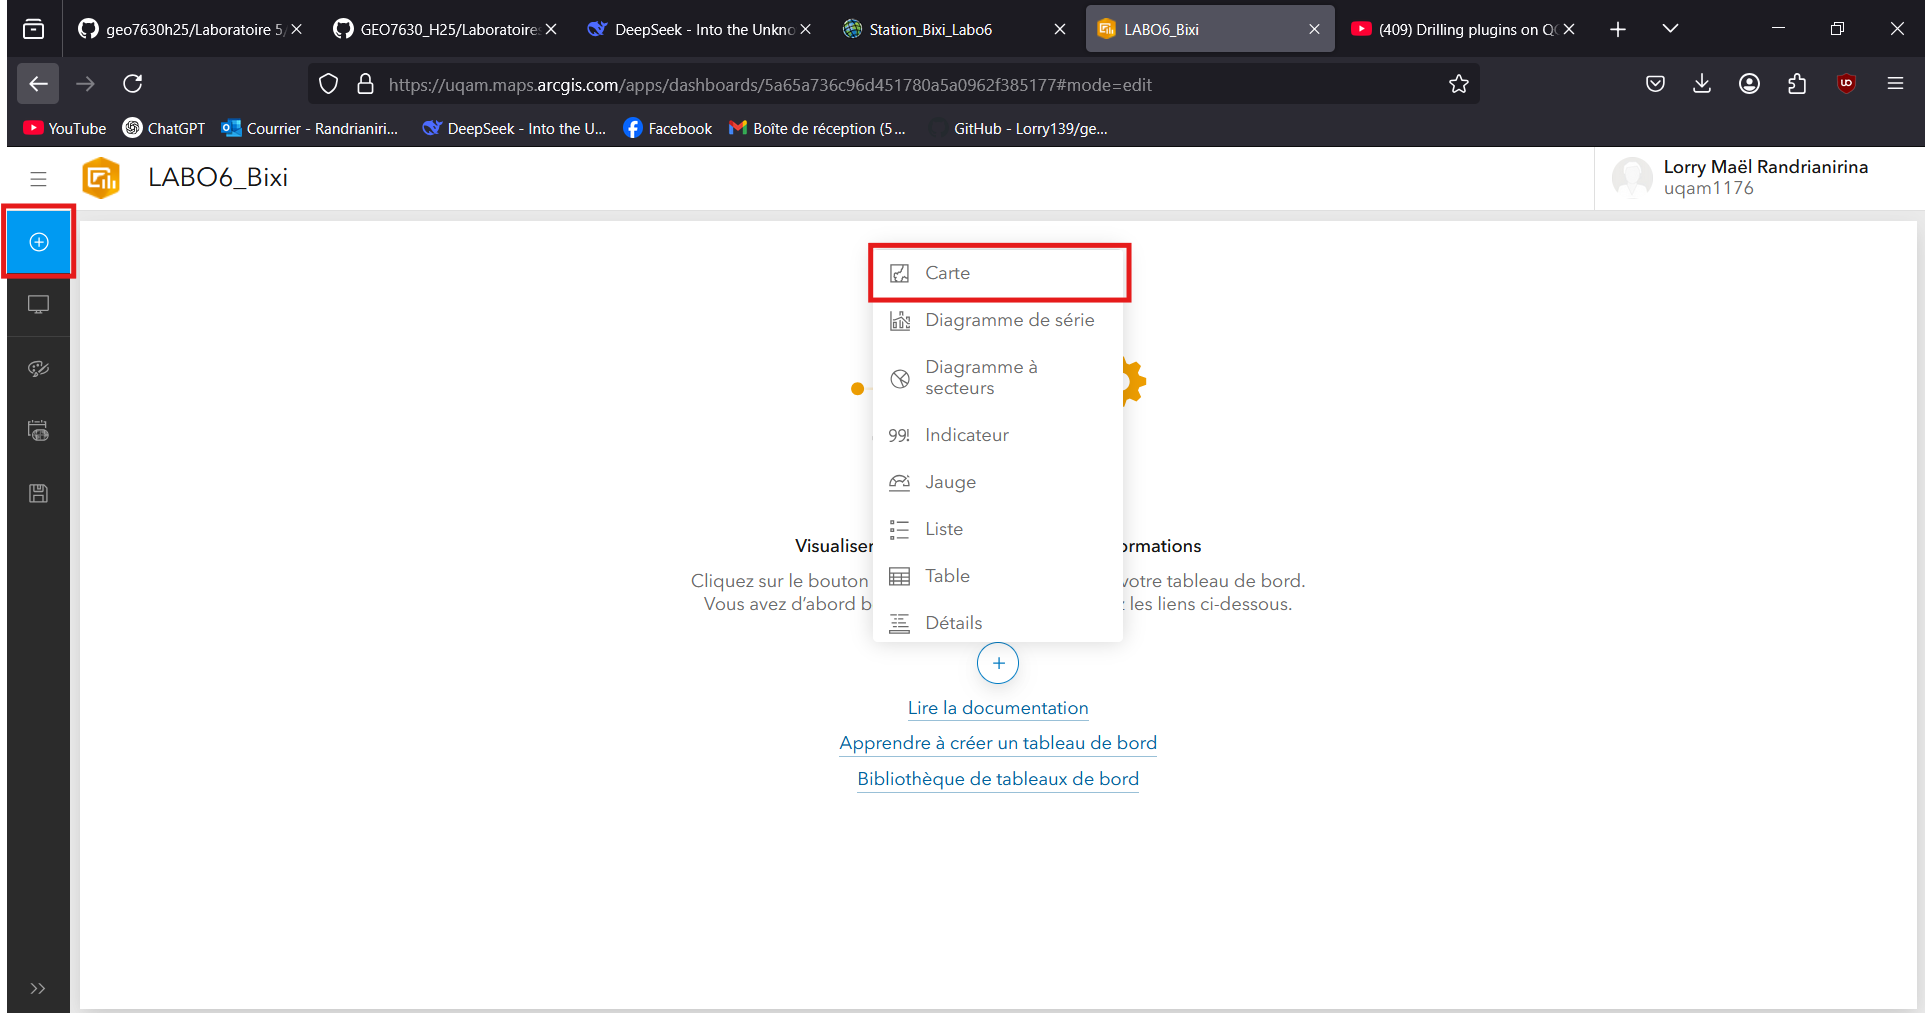 geo7630h25/Laboratoire 5/
GEO7630_H25/Laboratoire
DeepSeek - Into the Unkno
Station_Bixi_Labo6
LABO6_Bixi
(409) Drilling plugins on
https://uqam.maps.arcgis.com/apps/dashboards/5a65a736c96d451780a5a0962f385177#mode=edit
YouTube
ChatGPT
Courrier - Randrianiri...
DeepSeek - Into the U...
Facebook
Boîte de réception (5...
GitHub - Lorry139/ge...
LABO6_Bixi
Lorry Maël Randrianirina
uqam1176
Carte
Diagramme de série
Diagramme à
secteurs
99! Indicateur
Jauge
Liste
Table
Détails
Visualiser ormations
Cliquez sur le bouton votre tableau de bord.
Vous avez d’abord b les liens ci-dessous.
Lire la documentation
Apprendre à créer un tableau de bord
Bibliothèque de tableaux de bord